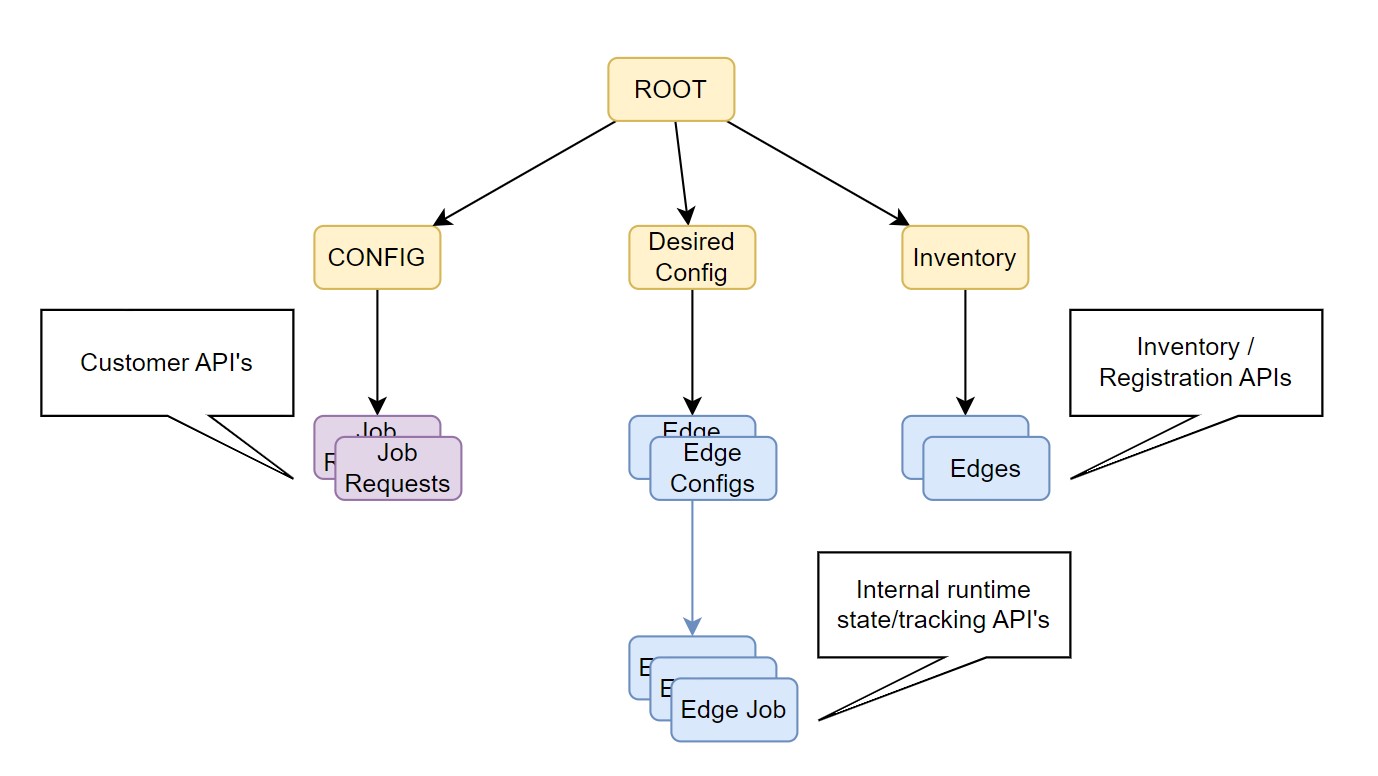 ROOT
CONFIG
Desired
Config
Inventory
Customer API's
Inventory /
Registration APIs
Job
R
Job
Requests
Edge
Edge
Configs
Edges
Internal runtime
state/tracking API's
E
E
Edge Job